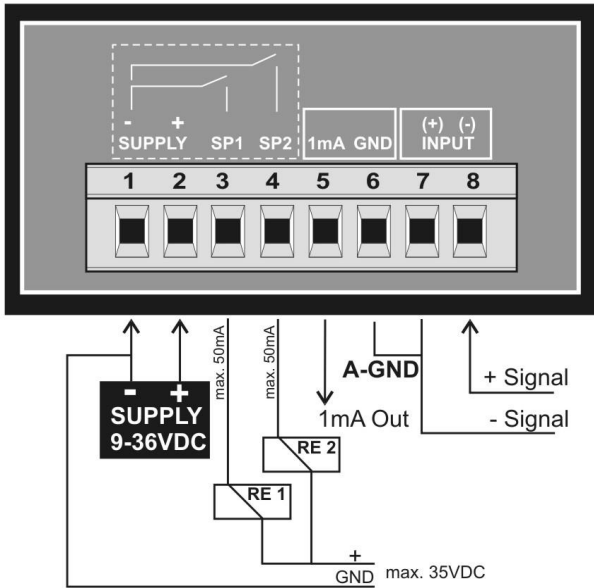 - +
(+) (-)
SUPPLY SP1 SP2 1mA GND INPUT
1 2 3 4 5 6 7 8
max. 50mA
max. 50mA
- +
SUPPLY
9-36VDC
A-GND
1mA Out
+ Signal
- Signal
RE 2
RE 1
+
GND
max. 35VDC